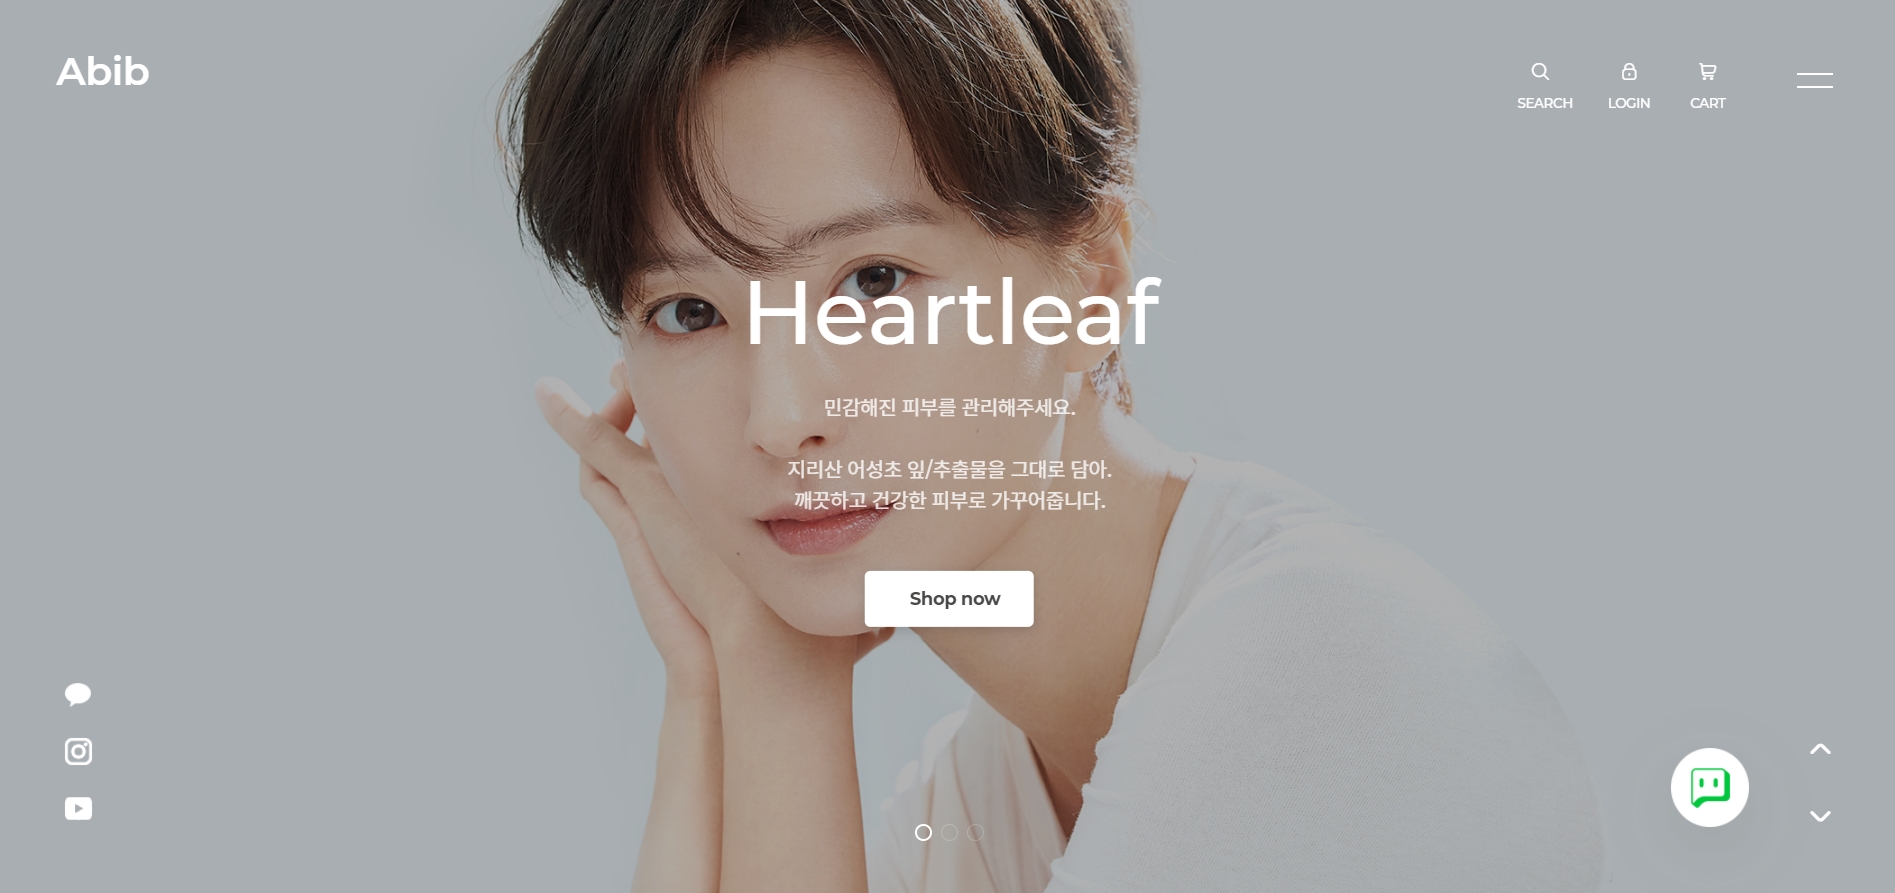 Abib
SEARCH LOGIN CART
Heartleaf
민감해진 피부를 관리해주세요.
지리산 어성초 잎/추출물을 그대로 담아.
깨끗하고 건강한 피부로 가꾸어줍니다.
Shop now